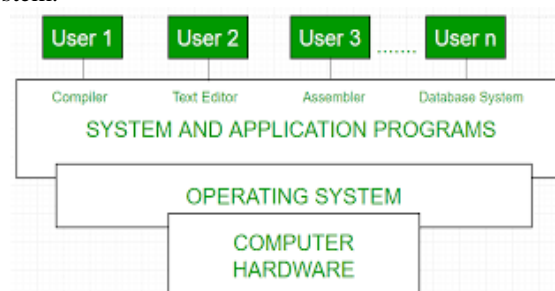 stem.
User 1 User 2 User 3 ....... User n
Compiler Text Editor Assembler Database System
SYSTEM AND APPLICATION PROGRAMS
OPERATING SYSTEM
COMPUTER
HARDWARE